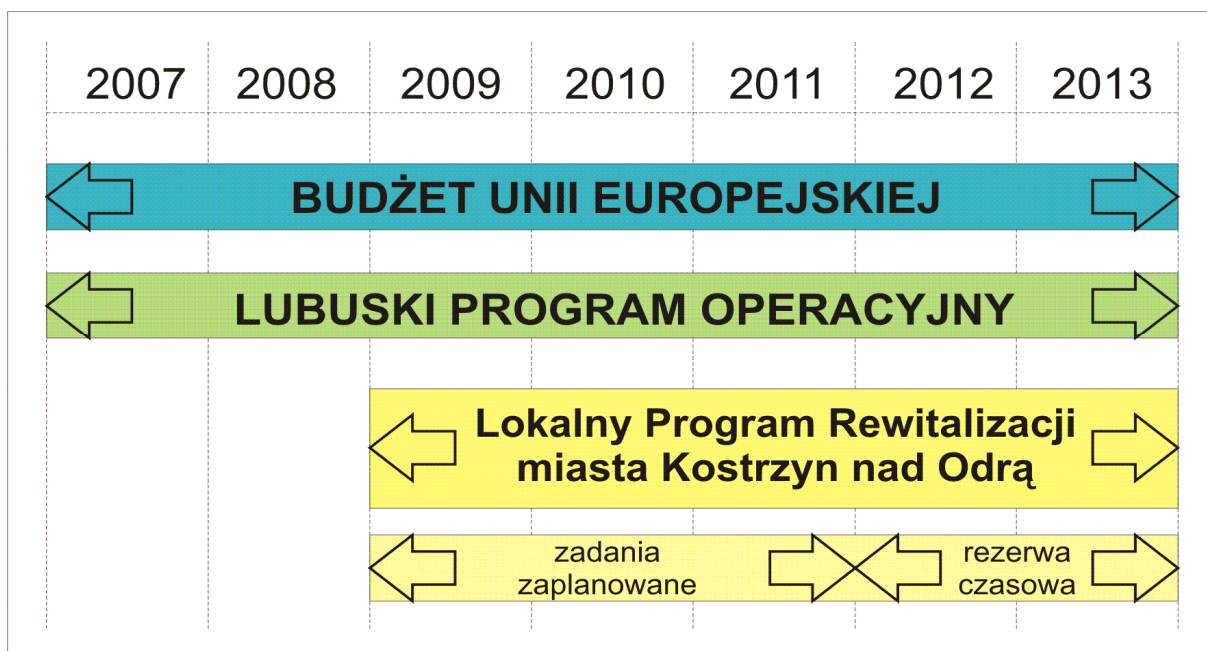 2007 2008 2009 2010 2011 2012 2013
BUDŻET UNII EUROPEJSKIEJ
LUBUSKI PROGRAM OPERACYJNY
Lokalny Program Rewitalizacji
miasta Kostrzyn nad Odrą
zadania
zaplanowane
rezerwa
czasowa